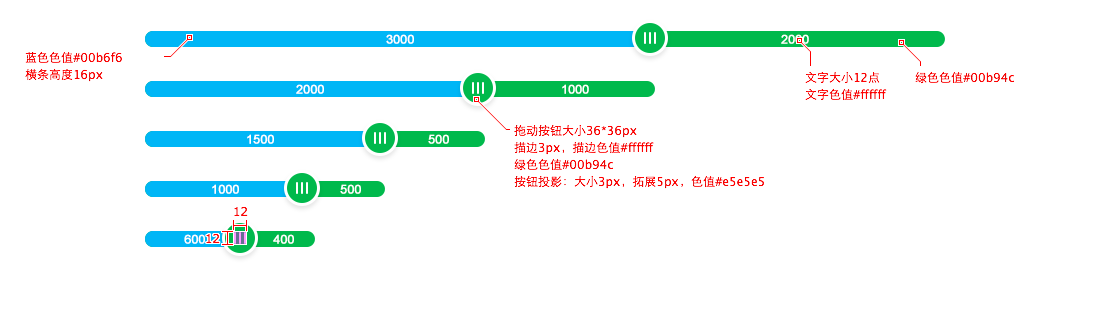 3000
2000
蓝色色值#00b6f6
横条高度16px
文字大小12点
文字色值#ffffff
绿色色值#00b94c
2000
1000
拖动按钮大小36*36px
描边3px，描边色值#ffffff
绿色色值#00b94c
按钮投影：大小3px，拓展5px，色值#e5e5e5
1500
500
1000
500
12
600
12
400